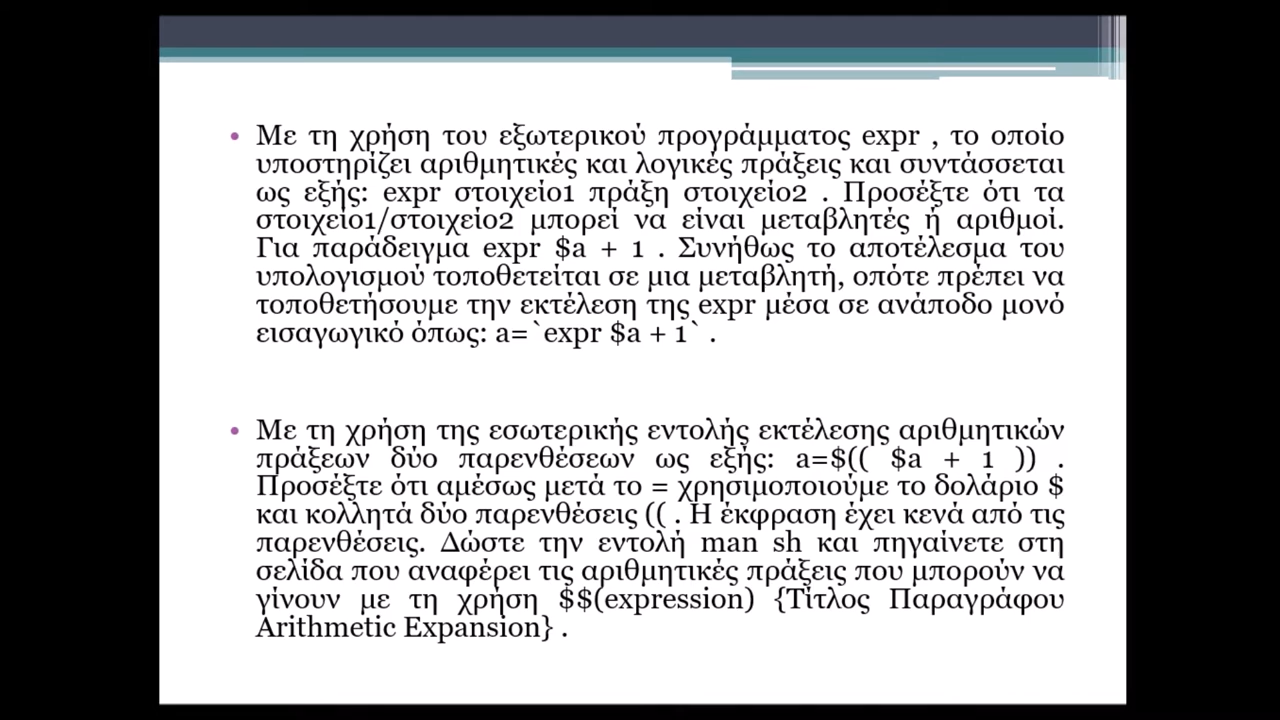 • Με τη χρήση του εξωτερικού προγράμματος expr , το οποίο
υποστηρίζει αριθμητικές και λογικές πράξεις και συντάσσεται
ως εξής: expr στοιχείο1 πράξη στοιχείο2 . Προσέξτε ότι τα
στοιχείο1/στοιχείο2 μπορεί να είναι μεταβλητές ή αριθμοί.
Για παράδειγμα expr $a + 1 . Συνήθως το αποτέλεσμα του
υπολογισμού τοποθετείται σε μια μεταβλητή, οπότε πρέπει να
τοποθετήσουμε την εκτέλεση της expr μέσα σε ανάποδο μονό
εισαγωγικό όπως: a=`expr $a + 1` .
• Με τη χρήση της εσωτερικής εντολής εκτέλεσης αριθμητικών
πράξεων δύο παρενθέσεων ως εξής: a=$(( $a + 1 )) .
Προσέξτε ότι αμέσως μετά το = χρησιμοποιούμε το δολάριο $
και κολλητά δύο παρενθέσεις (( . Η έκφραση έχει κενά από τις
παρενθέσεις. Δώστε την εντολή man sh και πηγαίνετε στη
σελίδα που αναφέρει τις αριθμητικές πράξεις που μπορούν να
γίνουν με τη χρήση $$(expression) {Τίτλος Παραγράφου
Arithmetic Expansion} .